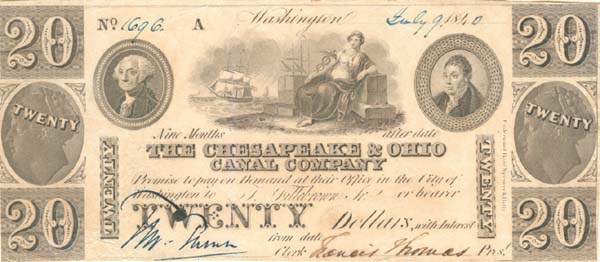 20 20
No. 1696. A Washington July 9, 1840
TWENTY TWENTY
Nine Months after date
THE CHESAPEAKE & OHIO
CANAL COMPANY
Promise to pay on Demand at their Office in the City of
Washington to or bearer
TWENTY Dollars, with Interest
from date
Clerk Francis Thomas Prest.
TWENTY TWENTY
20 20